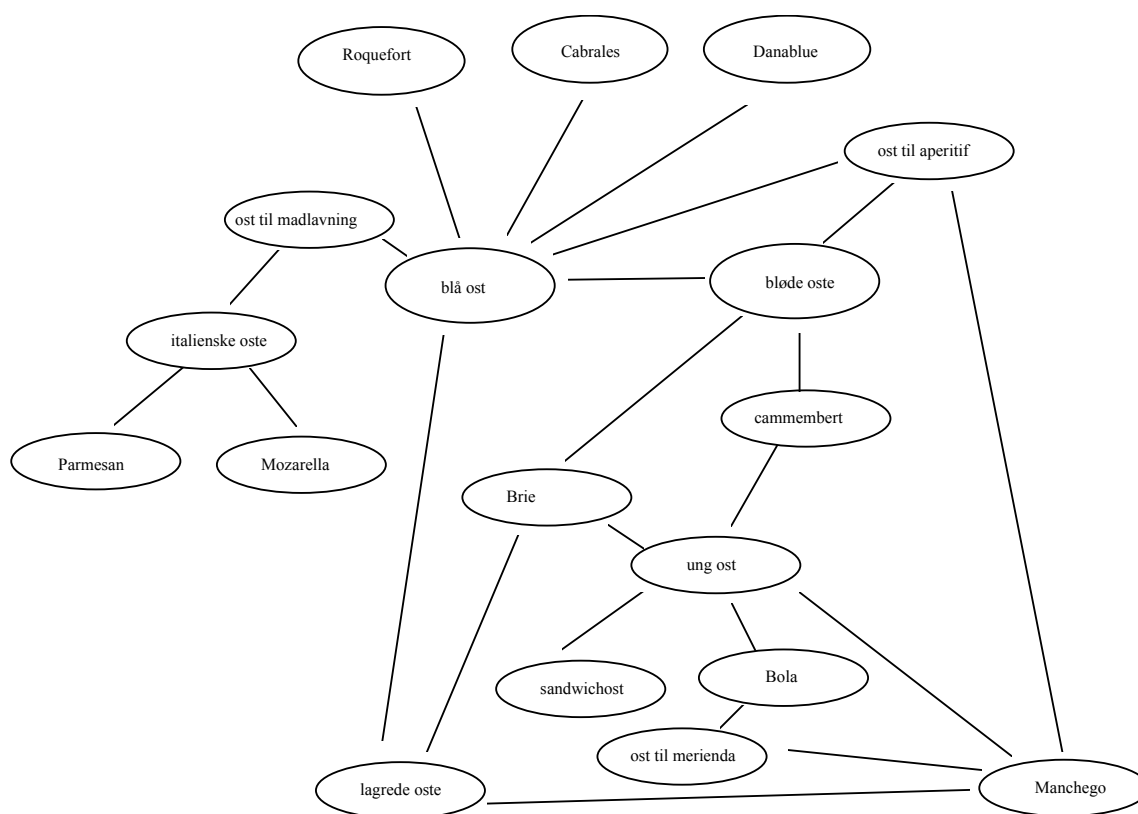 Roquefort
Cabrales
Danablue
ost til aperitif
ost til madlavning
blå ost
bløde oste
italienske oste
cammembert
Parmesan
Mozarella
Brie
ung ost
Bola
sandwichost
ost til merienda
lagrede oste
Manchego